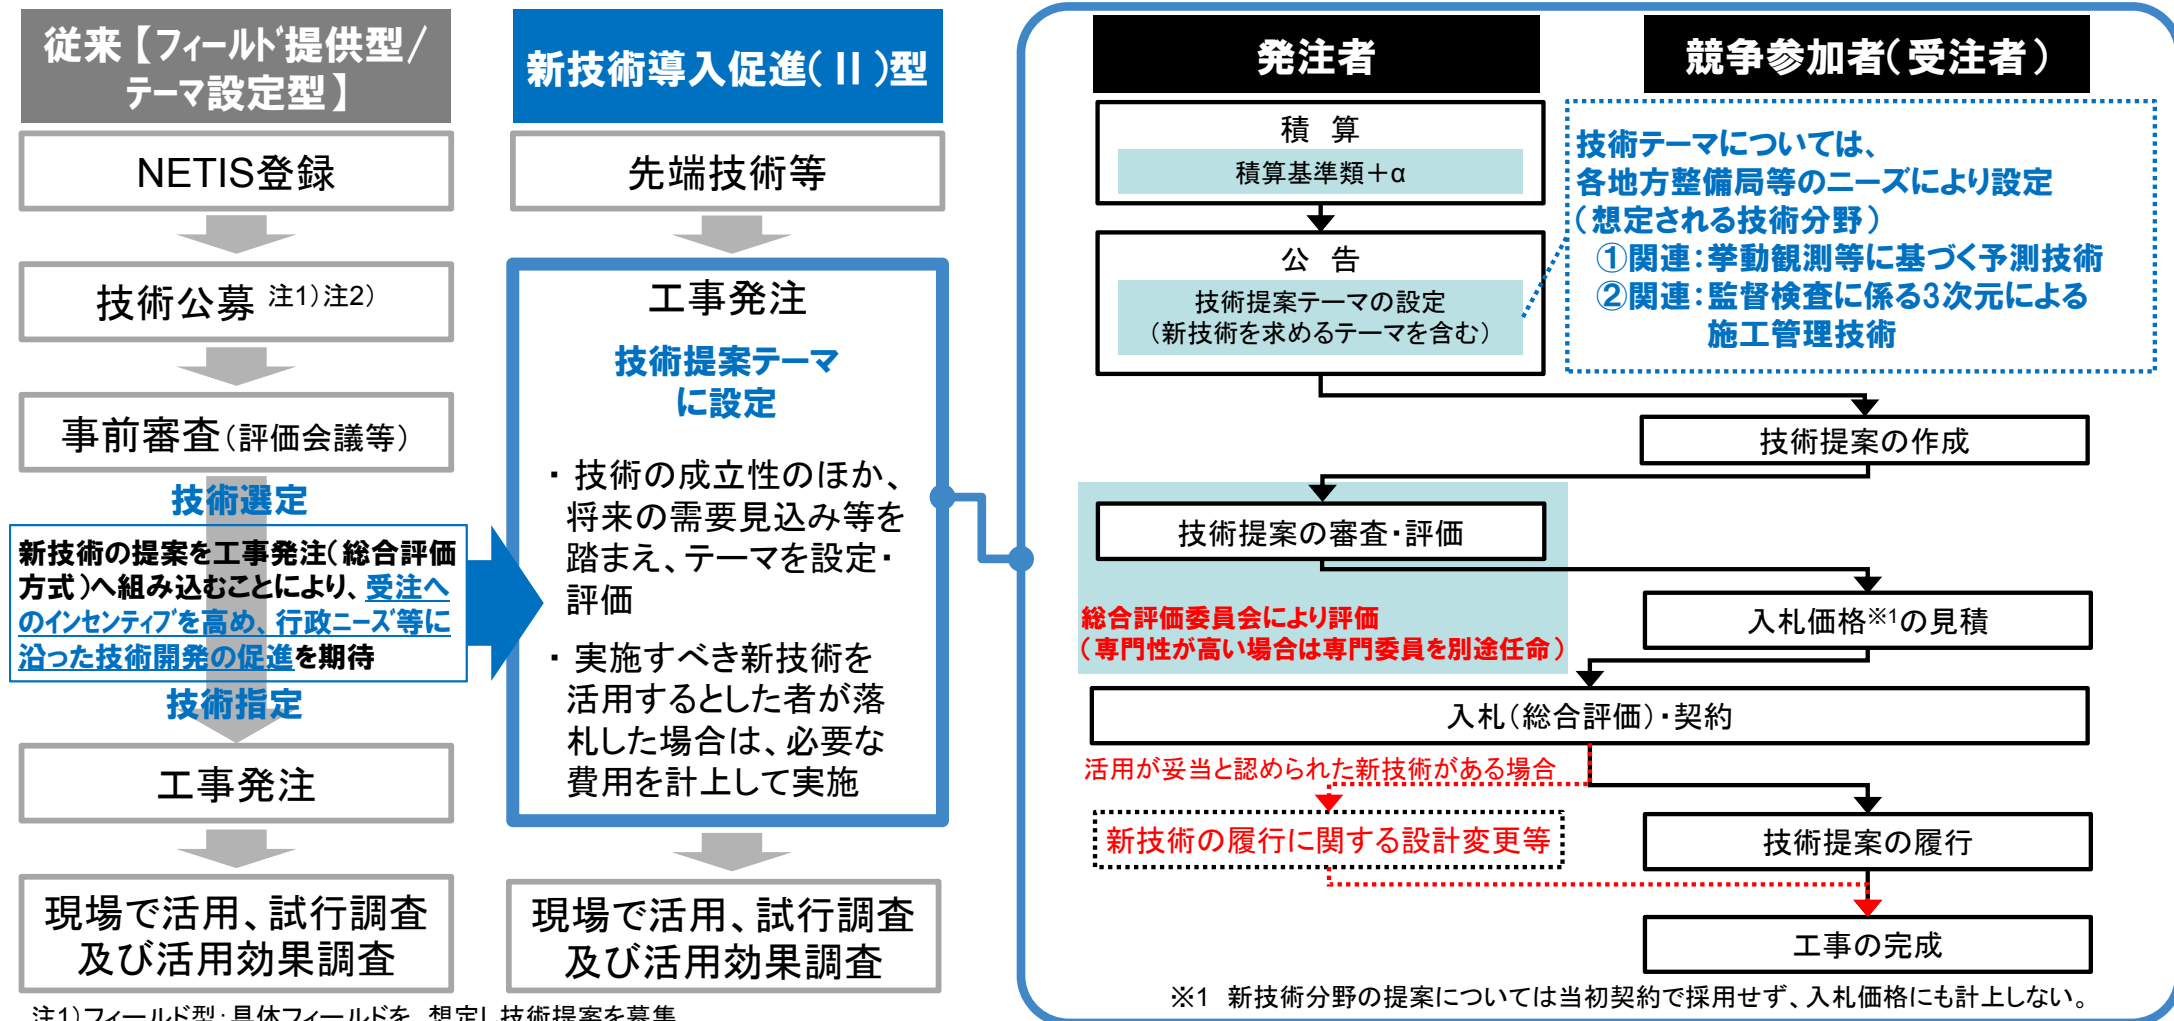 従来【フィールド提供型/
テーマ設定型】
NETIS登録
技術公募 注1)注2)
事前審査(評価会議等)
技術選定
新技術の提案を工事発注(総合評価
方式)へ組み込むことにより、受注へ
のインセンティブを高め、行政ニーズ等に
沿った技術開発の促進を期待
技術指定
工事発注
現場で活用、試行調査
及び活用効果調査
注1)フィールド型:具体フィールドを、想定し技術提案を募集
新技術導入促進(Ⅱ)型
先端技術等
工事発注
技術提案テーマ
に設定
・技術の成立性のほか、
将来の需要見込み等を
踏まえ、テーマを設定・
評価
・実施すべき新技術を
活用するとした者が落
札した場合は、必要な
費用を計上して実施
現場で活用、試行調査
及び活用効果調査
発注者
競争参加者(受注者)
積 算
積算基準類+α
公 告
技術提案テーマの設定
(新技術を求めるテーマを含む)
技術テーマについては、
各地方整備局等のニーズにより設定
(想定される技術分野)
①関連:挙動観測等に基づく予測技術
②関連:監督検査に係る3次元による
施工管理技術
技術提案の作成
技術提案の審査・評価
総合評価委員会により評価
(専門性が高い場合は専門委員を別途任命)
入札価格※1の見積
入札(総合評価)・契約
活用が妥当と認められた新技術がある場合
新技術の履行に関する設計変更等
技術提案の履行
工事の完成
※1 新技術分野の提案については当初契約で採用せず、入札価格にも計上しない。